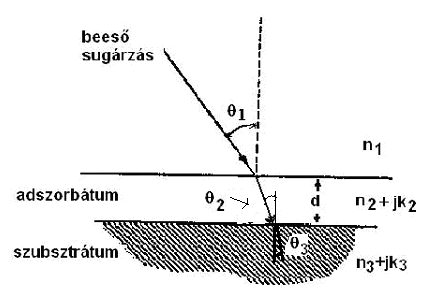 beeső
sugárzás
θ1
n1
adszorbátum
θ2
d
n2+jk2
szubsztrátum
θ3
n3+jk3